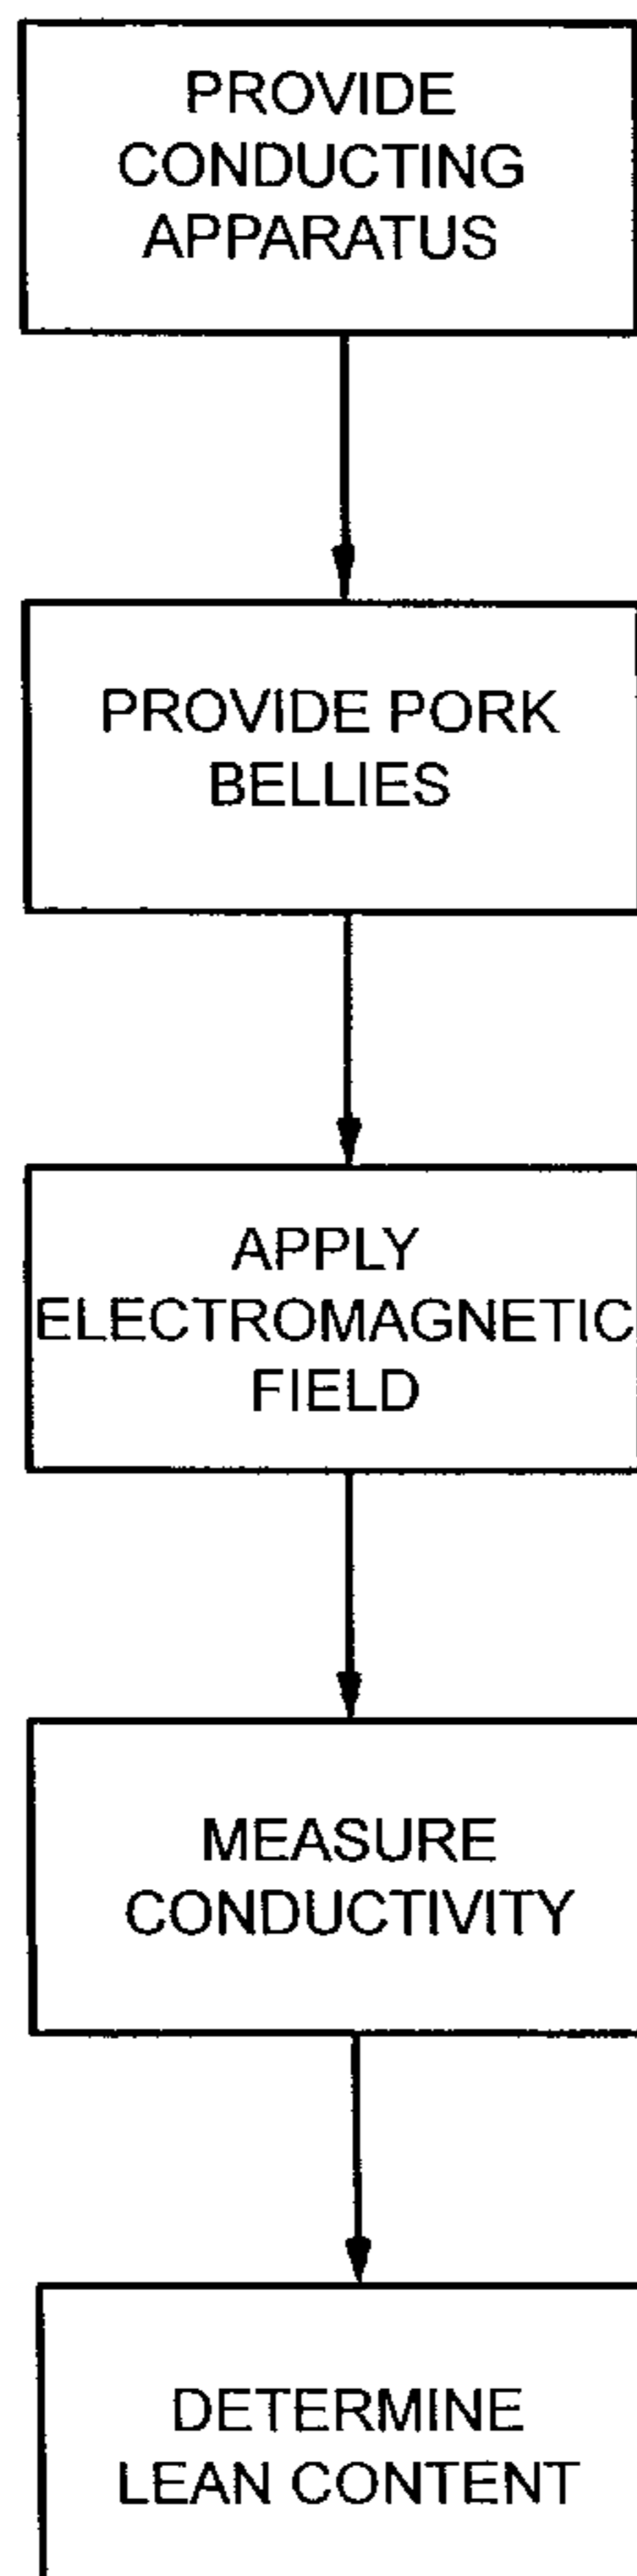 PROVIDE
CONDUCTING
APPARATUS
PROVIDE PORK
BELLIES
APPLY
ELECTROMAGNETIC
FIELD
MEASURE
CONDUCTIVITY
DETERMINE
LEAN CONTENT